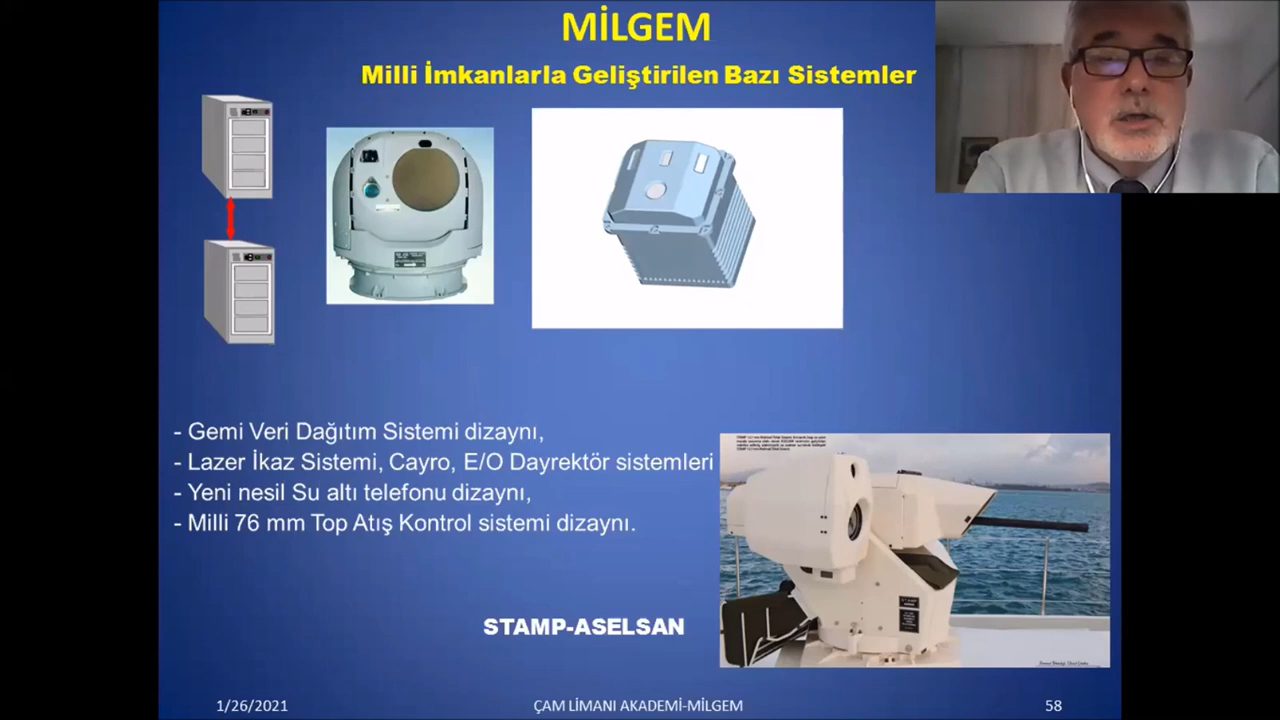 MİLGEM
Milli İmkanlarla Geliştirilen Bazı Sistemler
- Gemi Veri Dağıtım Sistemi dizaynı,
- Lazer İkaz Sistemi, Cayro, E/O Dayrektör sistemleri
- Yeni nesil Su altı telefonu dizaynı,
- Milli 76 mm Top Atış Kontrol sistemi dizaynı.
STAMP-ASELSAN
1/26/2021
ÇAM LİMANI AKADEMİ-MİLGEM
58